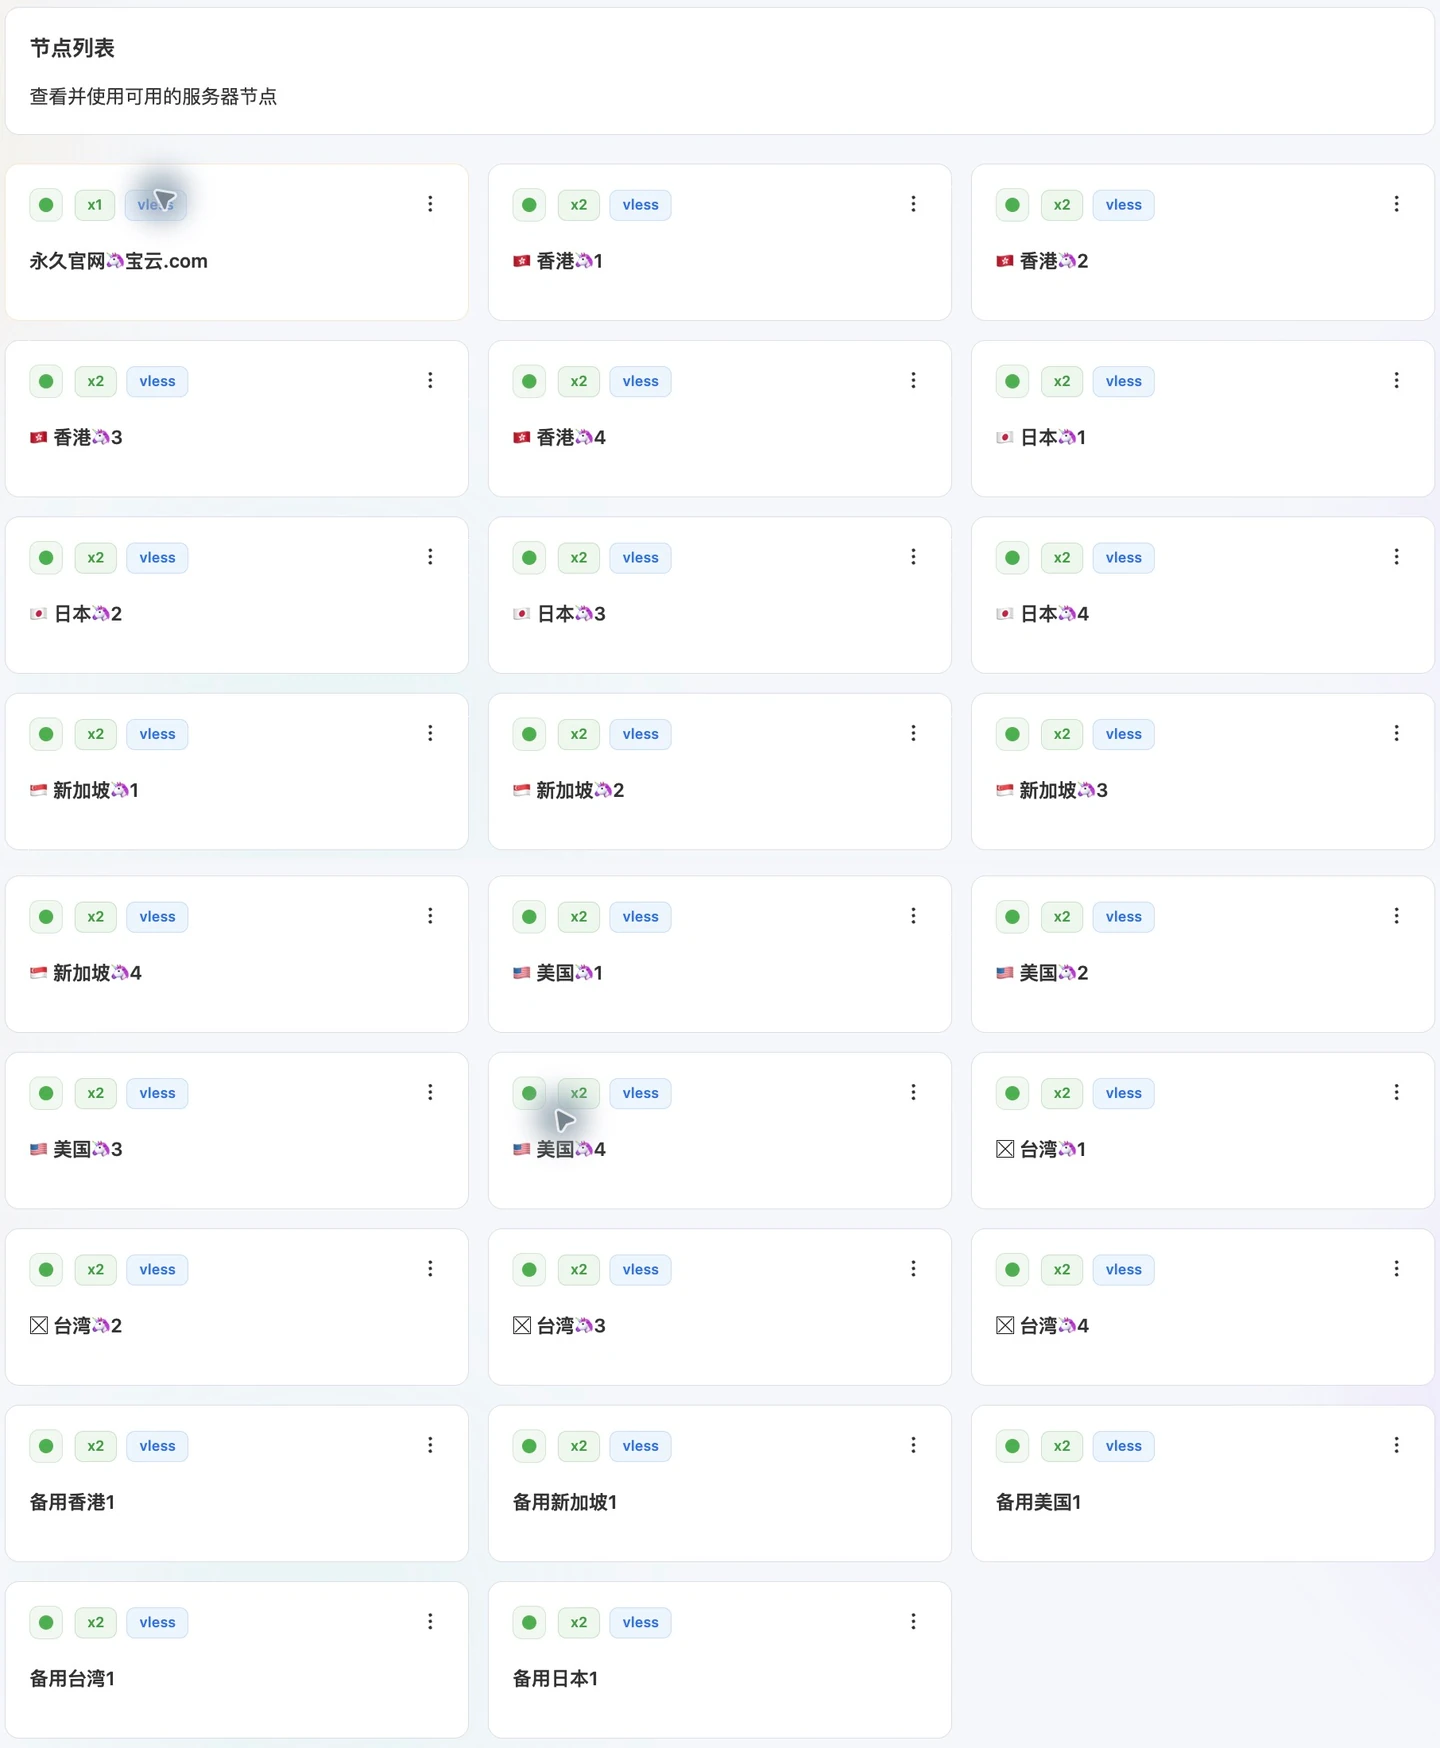 节点列表
查看并使用可用的服务器节点
x1 vless
永久官网🦄宝云.com
x2 vless
🇭🇰 香港🦄1
x2 vless
🇭🇰 香港🦄2
x2 vless
🇭🇰 香港🦄3
x2 vless
🇭🇰 香港🦄4
x2 vless
🇯🇵 日本🦄1
x2 vless
🇯🇵 日本🦄2
x2 vless
🇯🇵 日本🦄3
x2 vless
🇯🇵 日本🦄4
x2 vless
🇸🇬 新加坡🦄1
x2 vless
🇸🇬 新加坡🦄2
x2 vless
🇸🇬 新加坡🦄3
x2 vless
🇸🇬 新加坡🦄4
x2 vless
🇺🇸 美国🦄1
x2 vless
🇺🇸 美国🦄2
x2 vless
🇺🇸 美国🦄3
x2 vless
🇺🇸 美国🦄4
x2 vless
台湾🦄1
x2 vless
台湾🦄2
x2 vless
台湾🦄3
x2 vless
台湾🦄4
x2 vless
备用香港1
x2 vless
备用新加坡1
x2 vless
备用美国1
x2 vless
备用台湾1
x2 vless
备用日本1